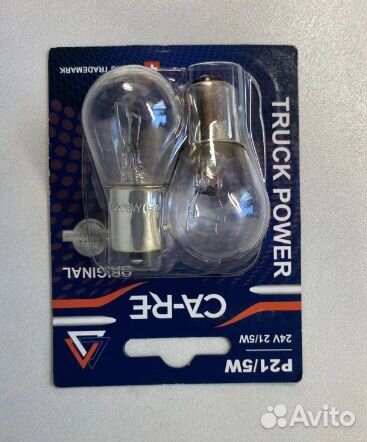 P21/5W
24V 21/5W
CA-RE
ORIGINAL
TRUCK POWER
TRADEMARK
Avito